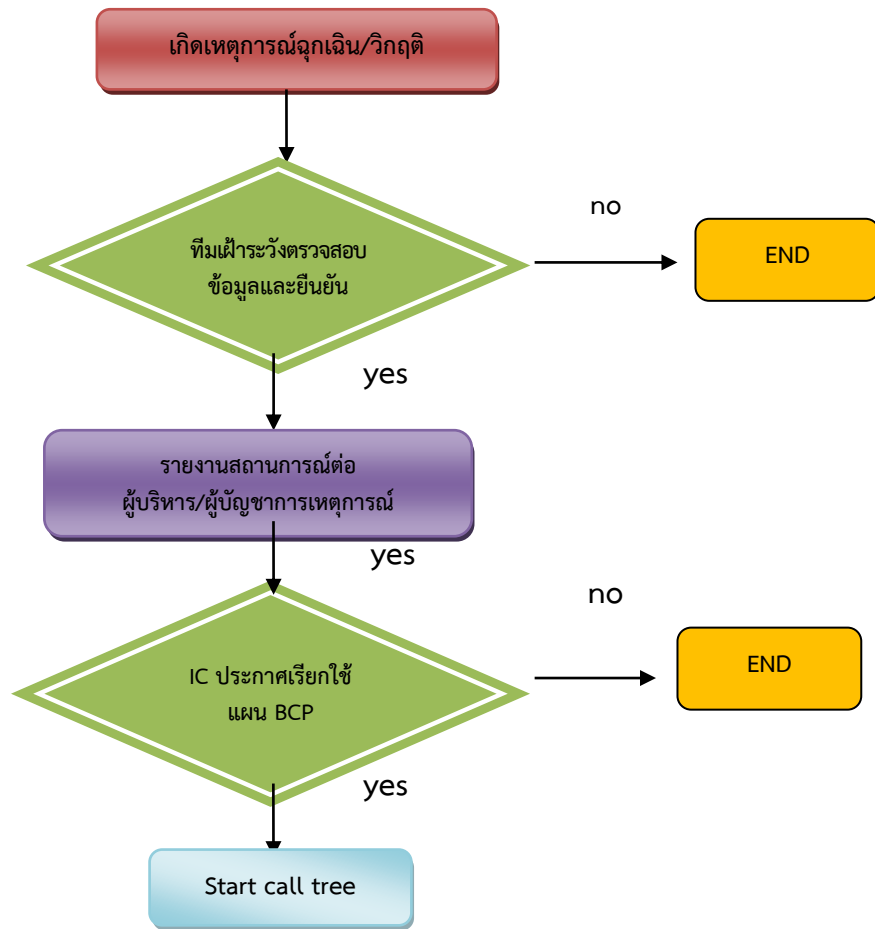 เกิดเหตุการณ์ฉุกเฉิน/วิกฤติ
no
ทีมเฝ้าระวังตรวจสอบ
ข้อมูลและยืนยัน
END
yes
รายงานสถานการณ์ต่อ
ผู้บริหาร/ผู้บัญชาการเหตุการณ์
yes
no
IC ประกาศเรียกใช้
แผน BCP
END
yes
Start call tree